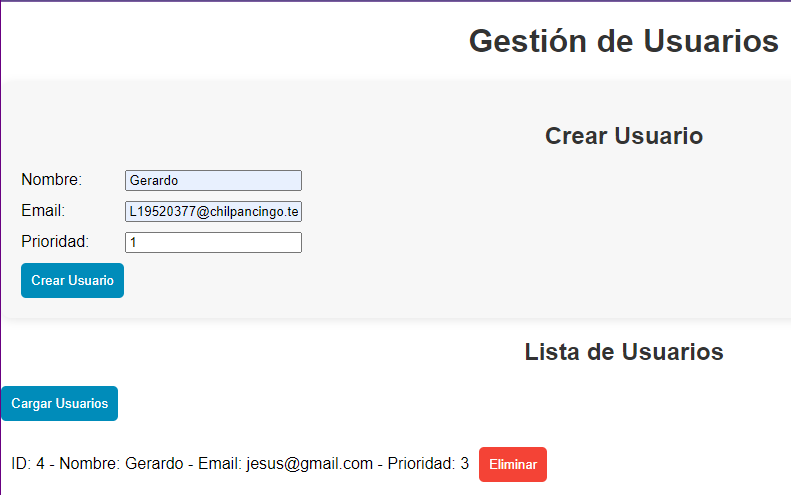 Gestión de Usuarios
Crear Usuario
Nombre: Gerardo
Email: L19520377@chilpancingo.te
Prioridad: 1
Crear Usuario
Lista de Usuarios
Cargar Usuarios
ID: 4 - Nombre: Gerardo - Email: jesus@gmail.com - Prioridad: 3 Eliminar